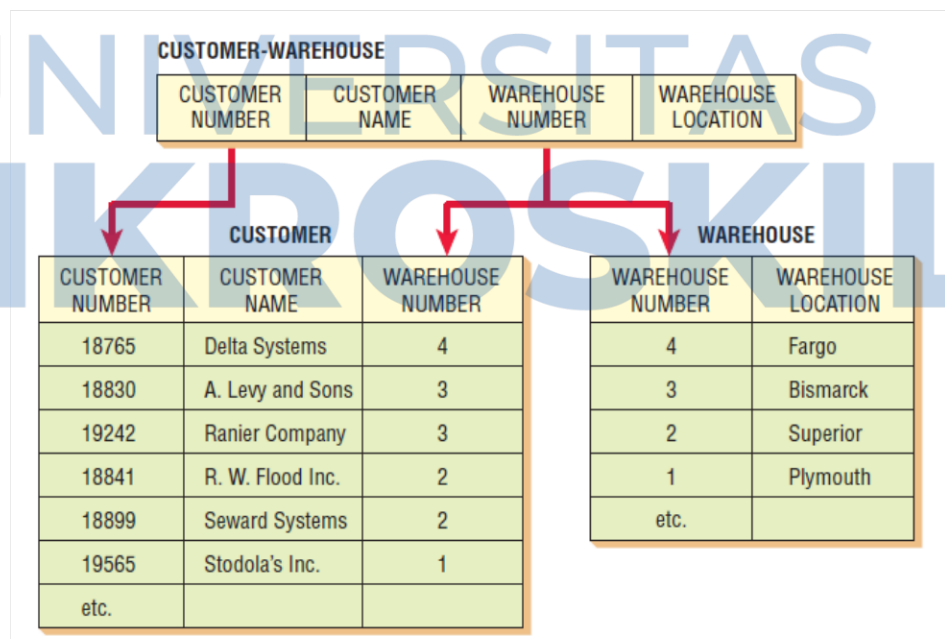 NIVERSITAS
IKROSKIL
CUSTOMER-WAREHOUSE
CUSTOMER NUMBER CUSTOMER NAME WAREHOUSE NUMBER WAREHOUSE LOCATION
CUSTOMER
CUSTOMER NUMBER CUSTOMER NAME WAREHOUSE NUMBER
18765 Delta Systems 4
18830 A. Levy and Sons 3
19242 Ranier Company 3
18841 R. W. Flood Inc. 2
18899 Seward Systems 2
19565 Stodola's Inc. 1
etc.
WAREHOUSE
WAREHOUSE NUMBER WAREHOUSE LOCATION
4 Fargo
3 Bismarck
2 Superior
1 Plymouth
etc.